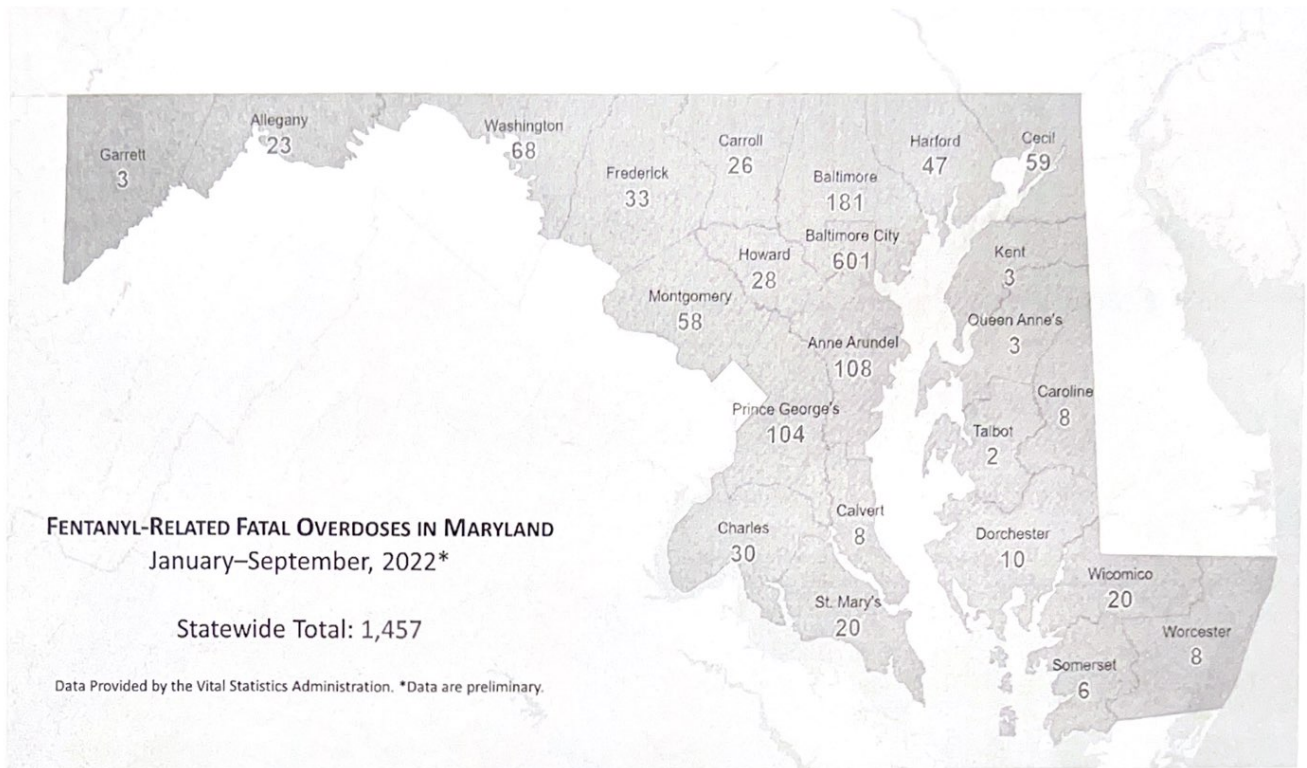 Garrett
3
Allegany
23
Washington
68
Frederick
33
Carroll
26
Baltimore
181
Harford
47
Cecil
59
Baltimore City
601
Howard
28
Montgomery
58
Kent
3
Queen Anne's
3
Anne Arundel
108
Caroline
8
Prince George's
104
Talbot
2
Calvert
8
Charles
30
Dorchester
10
St. Mary's
20
Wicomico
20
Worcester
8
Somerset
6
FENTANYL-RELATED FATAL OVERDOSES IN MARYLAND
January–September, 2022*
Statewide Total: 1,457
Data Provided by the Vital Statistics Administration. *Data are preliminary.